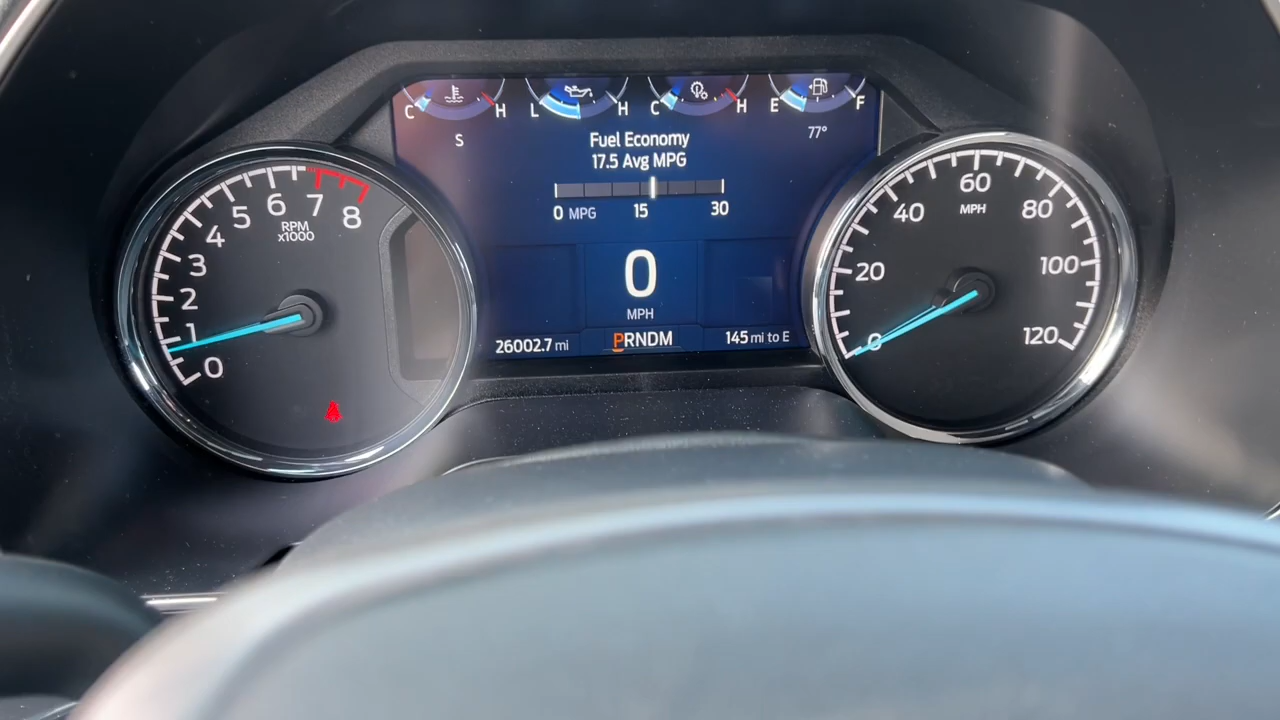 C H L H C H E F
S 77°
Fuel Economy
17.5 Avg MPG
0 MPG 15 30
0
MPH
26002.7 mi PRNDM 145 mi to E
0 1 2 3 4 5 6 7 8
RPM
x1000
0 20 40 60 80 100 120
MPH